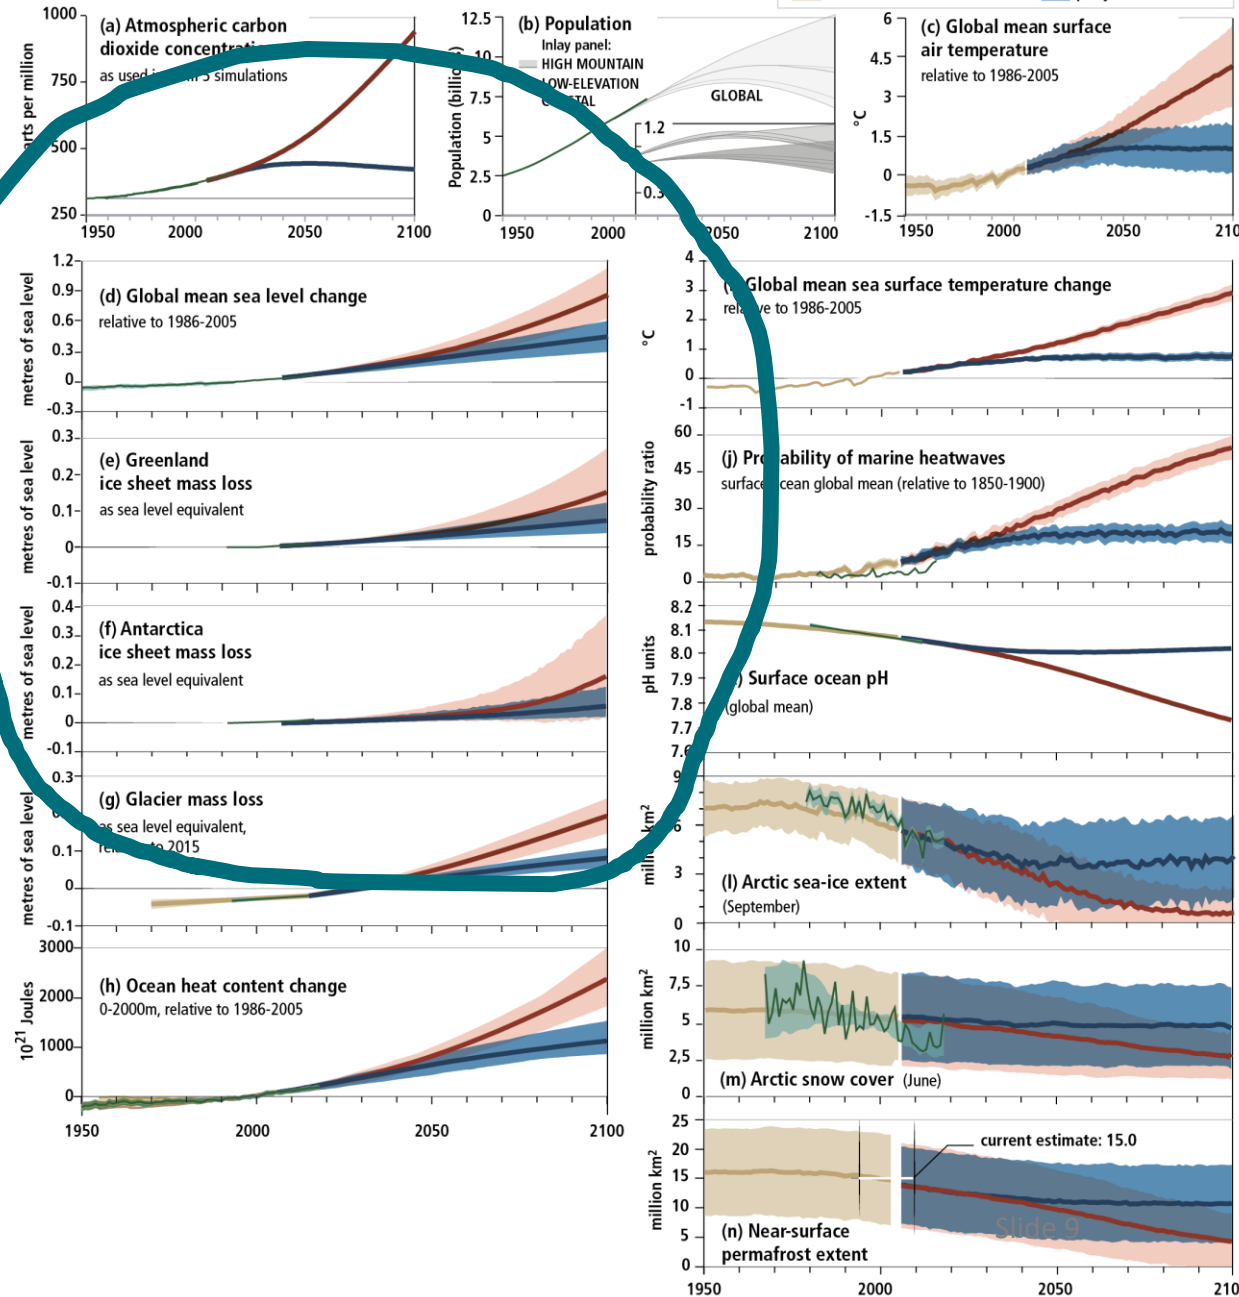 1000
750
500
250
arts per million
(a) Atmospheric carbon
dioxide
as used simulations
1950 2000 2050 2100
12.5
10
7.5
5
2.5
0
Population
(b) Population
Inlay panel:
HIGH MOUNTAIN
LOW-ELEVATION
GLOBAL
1.2
0.3
1950 2000 2050 2100
6
4.5
3
1.5
0
-1.5
°C
(c) Global mean surface
air temperature
relative to 1986-2005
1950 2000 2050 210
1.2
0.9
0.6
0.3
0
-0.3
metres of sea level
(d) Global mean sea level change
relative to 1986-2005
0.3
0.2
0.1
0
-0.1
metres of sea level
(e) Greenland
ice sheet mass loss
as sea level equivalent
0.4
0.3
0.2
0.1
0
-0.1
metres of sea level
(f) Antarctica
ice sheet mass loss
as sea level equivalent
0.3
0.1
0
-0.1
metres of sea level
(g) Glacier mass loss
as sea level equivalent,
to 2015
3000
2000
1000
0
10²¹ Joules
(h) Ocean heat content change
0-2000m, relative to 1986-2005
1950 2000 2050 2100
4
3
2
1
0
-1
°C
Global mean sea surface temperature change
relative to 1986-2005
60
45
30
15
0
probability ratio
(j) Probability of marine heatwaves
surface ocean global mean (relative to 1850-1900)
8.2
8.1
8.0
7.9
7.8
7.7
7.6
pH units
Surface ocean pH
(global mean)
9
6
3
0
million km²
(l) Arctic sea-ice extent
(September)
10
7,5
5
2,5
0
million km²
(m) Arctic snow cover (June)
25
20
15
10
5
0
million km²
current estimate: 15.0
(n) Near-surface
permafrost extent
Slide 9
1950 2000 2050 210